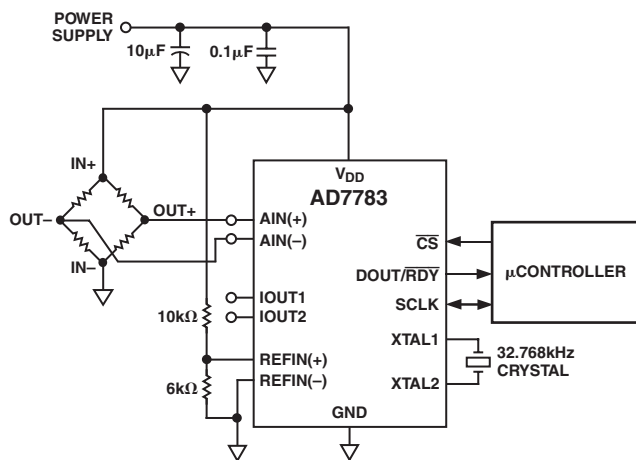 POWER
SUPPLY
10µF
0.1µF
IN+
OUT–
OUT+
IN–
VDD
AD7783
AIN(+)
AIN(–)
IOUT1
IOUT2
REFIN(+)
REFIN(–)
GND
CS
DOUT/RDY
SCLK
XTAL1
XTAL2
10kΩ
6kΩ
µCONTROLLER
32.768kHz
CRYSTAL